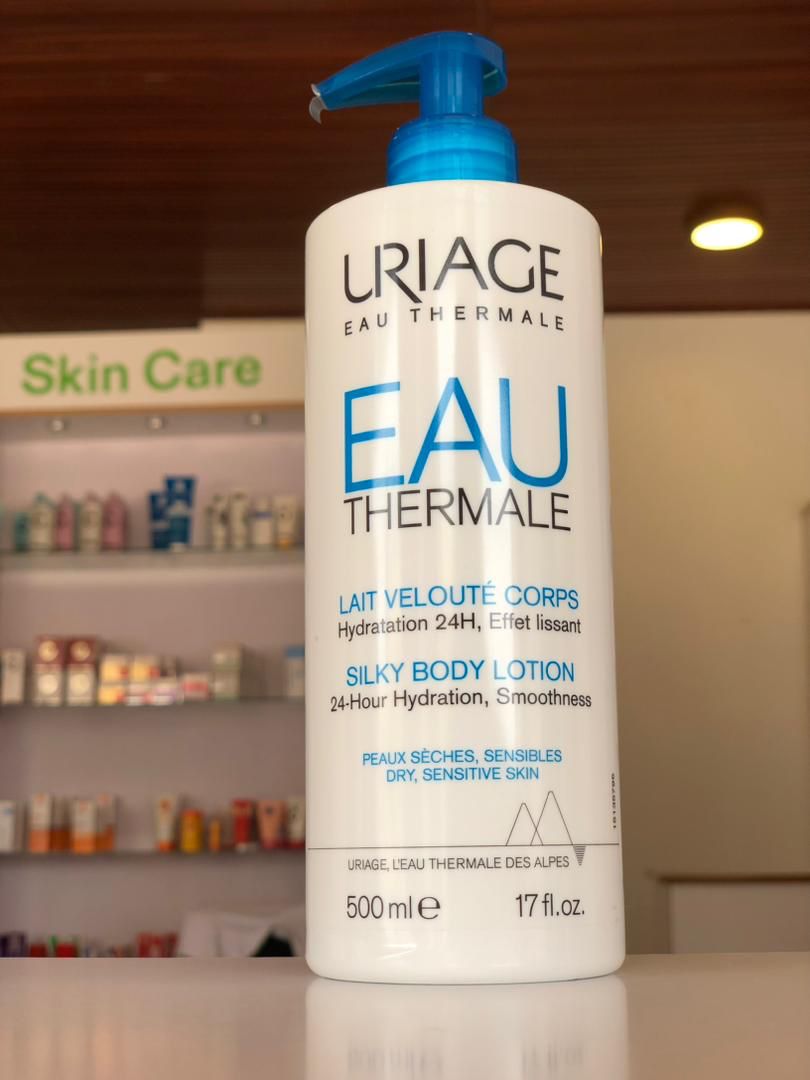 Skin Care
URIAGE
EAU THERMALE
EAU
THERMALE
LAIT VELOUTÉ CORPS
Hydratation 24H, Effet lissant
SILKY BODY LOTION
24-Hour Hydration, Smoothness
PEAUX SÈCHES, SENSIBLES
DRY, SENSITIVE SKIN
URIAGE, L'EAU THERMALE DES ALPES
500 ml e 17 fl.oz.